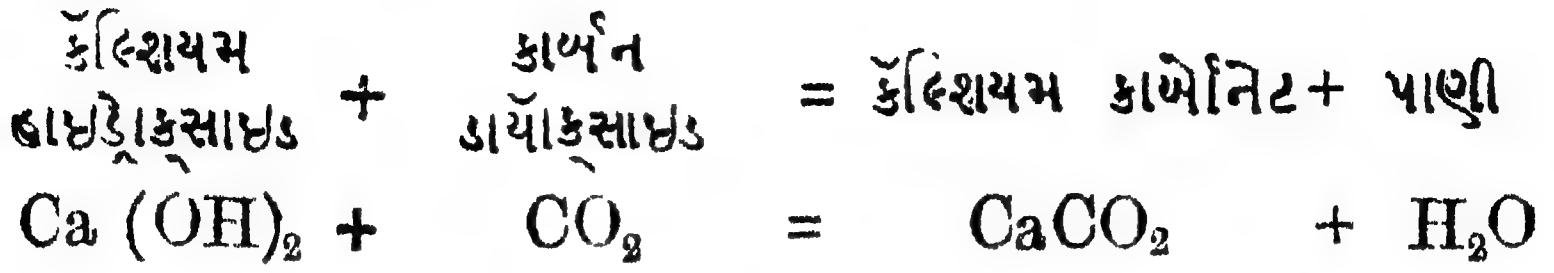 કૅલ્શિયમ + કાર્બન = કૅલ્શિયમ કાર્બોનેટ + પાણી
હાઇડ્રોક્સાઇડ ડાયૉક્સાઇડ
Ca (OH)₂ + CO₂ = CaCO₂ + H₂O